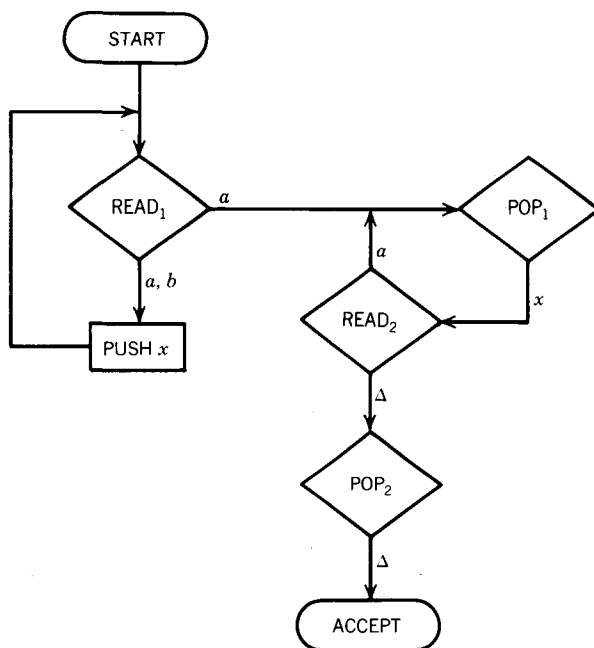 START
READ₁
a
POP₁
a, b
a
x
READ₂
PUSH x
Δ
POP₂
Δ
ACCEPT